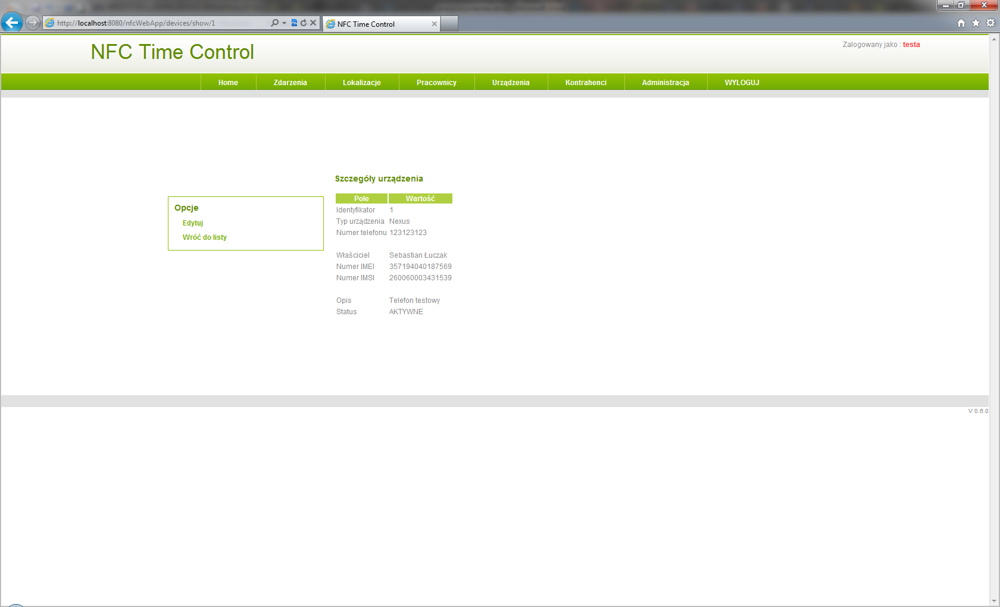 http://localhost:8080/nfcWebApp/devices/show/1
NFC Time Control
NFC Time Control
Zalogowany jako : testa
Home Zdarzenia Lokalizacje Pracownicy Urządzenia Kontrahenci Administracja WYLOGUJ
Opcje
Edytuj
Wróć do listy
Szczegóły urządzenia
Pole Wartość
Identyfikator 1
Typ urządzenia Nexus
Numer telefonu 123123123
Właściciel Sebastian Łuczak
Numer IMEI 357194040187569
Numer IMSI 260060003431539
Opis Telefon testowy
Status AKTYWNE
V 0.6.0